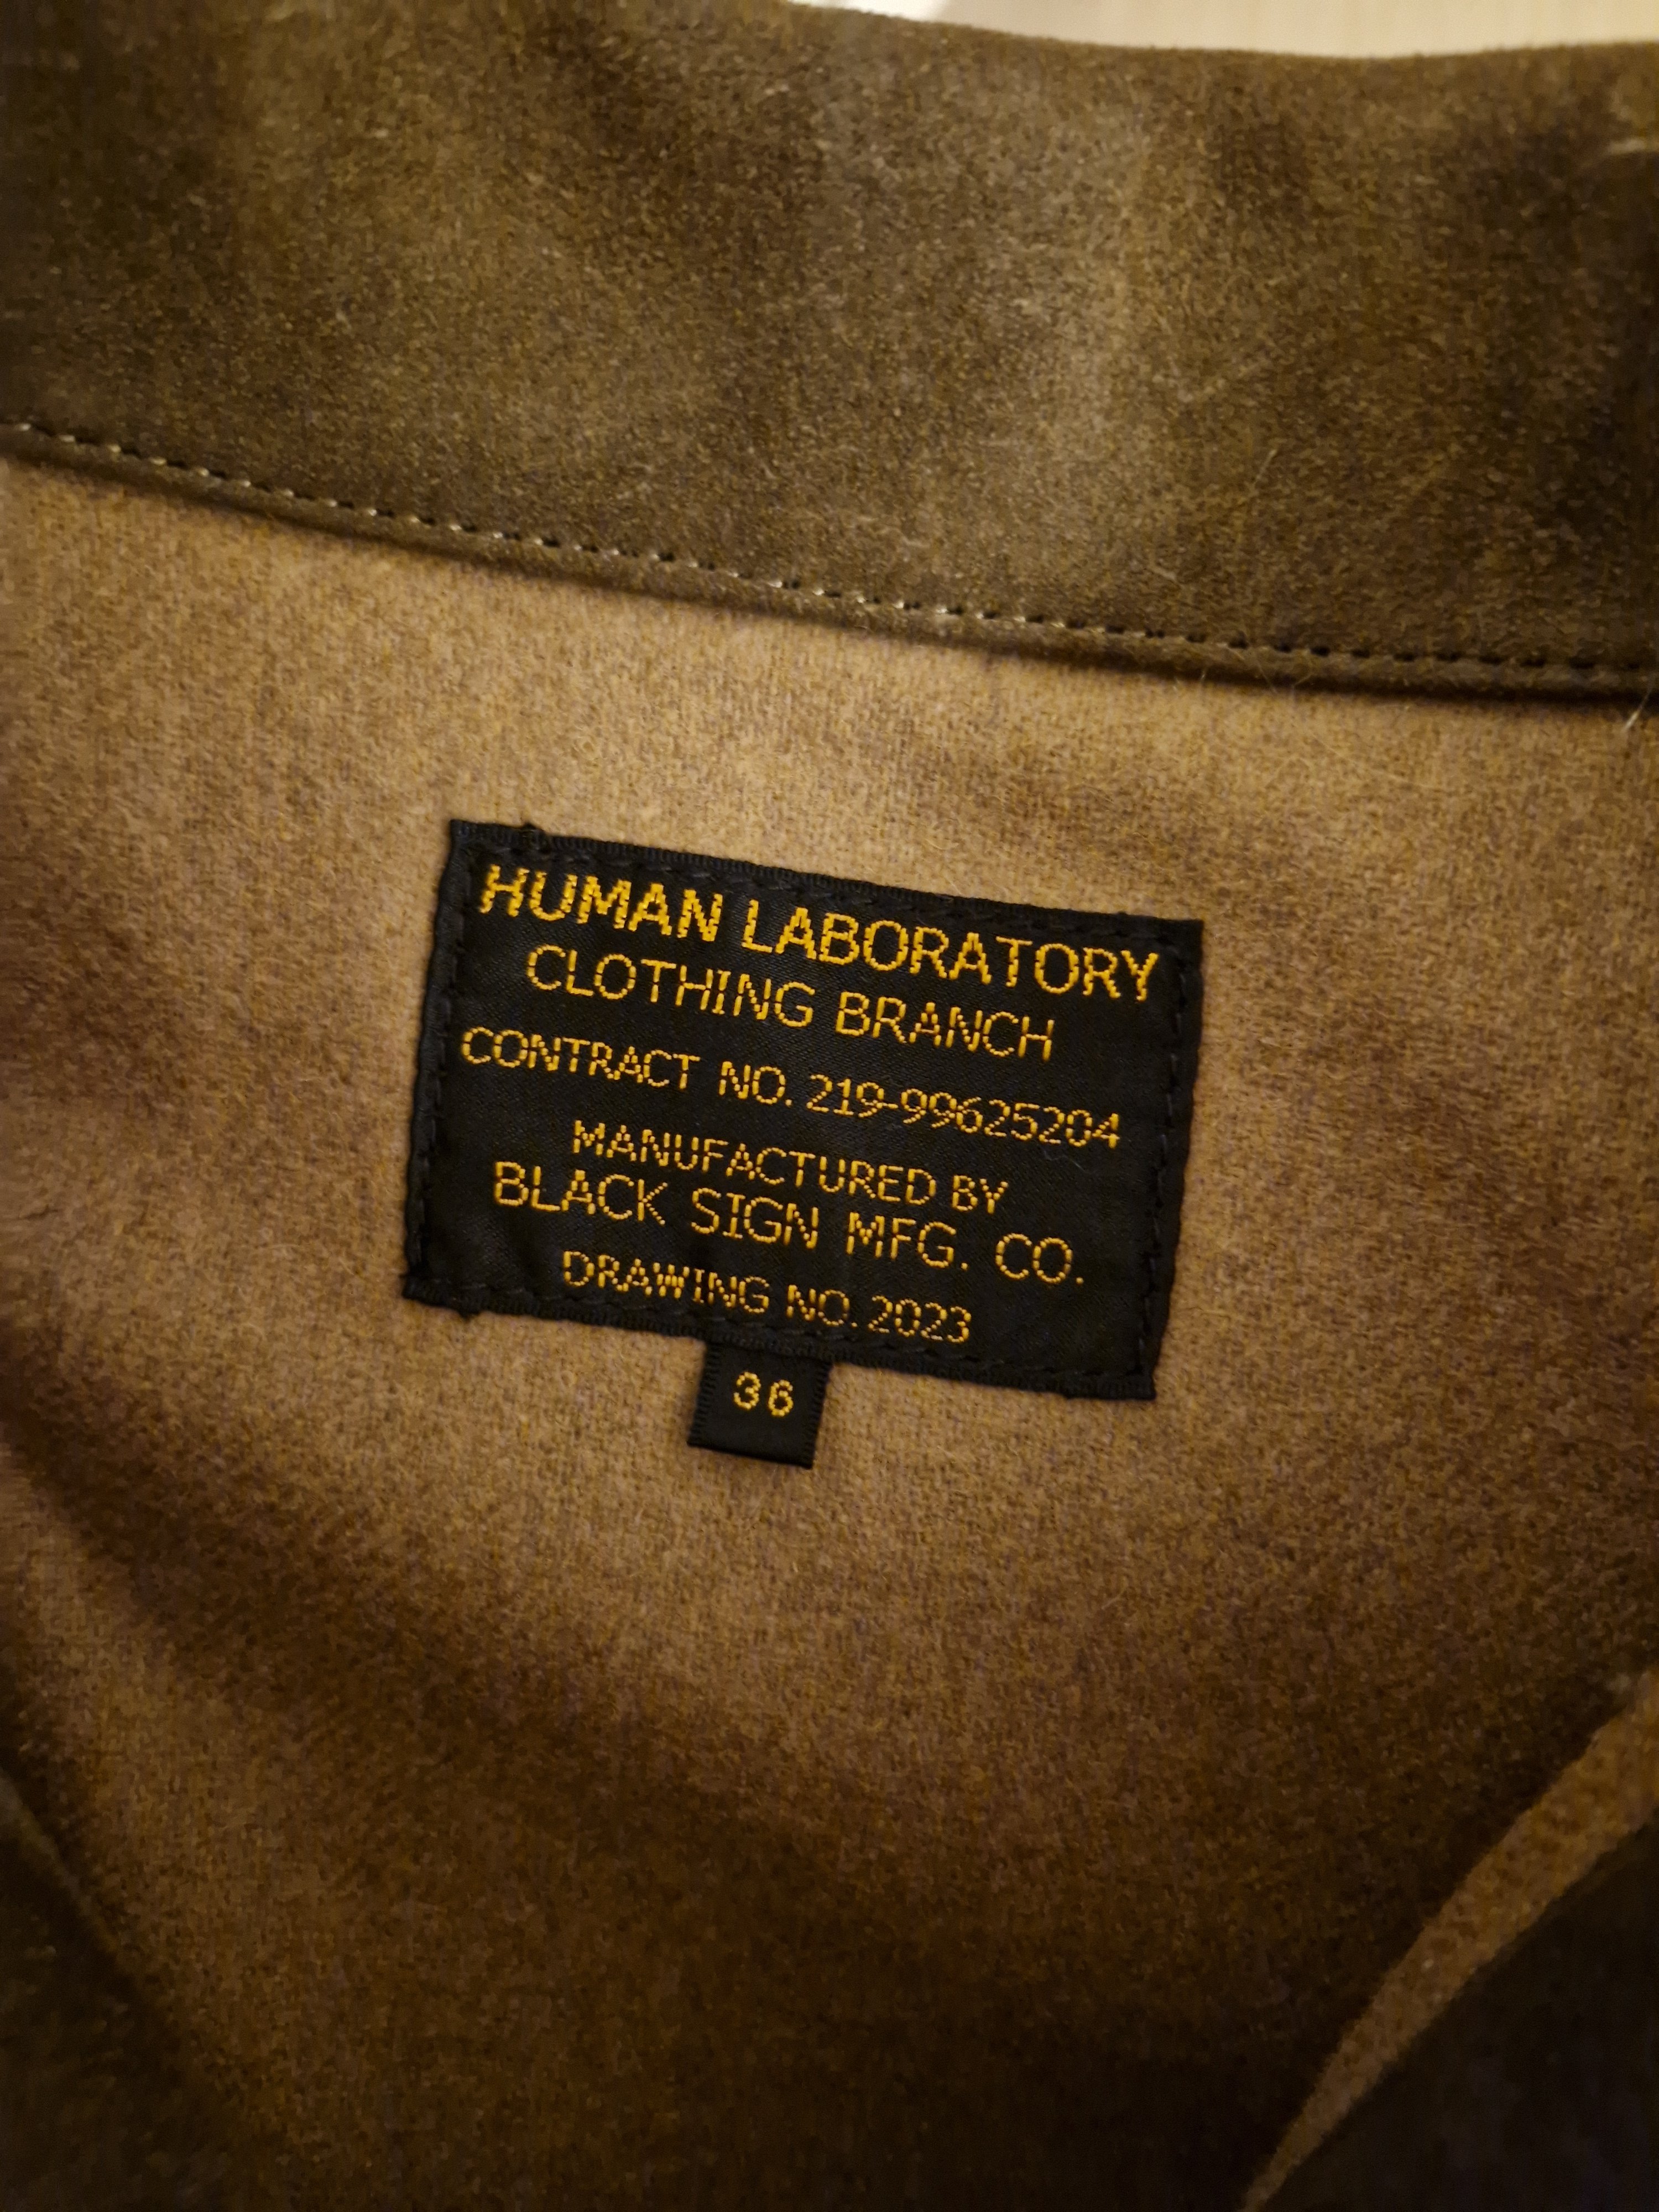 HUMAN LABORATORY
CLOTHING BRANCH
CONTRACT NO. 219-99625204
MANUFACTURED BY
BLACK SIGN MFG. CO.
DRAWING NO. 2023
36